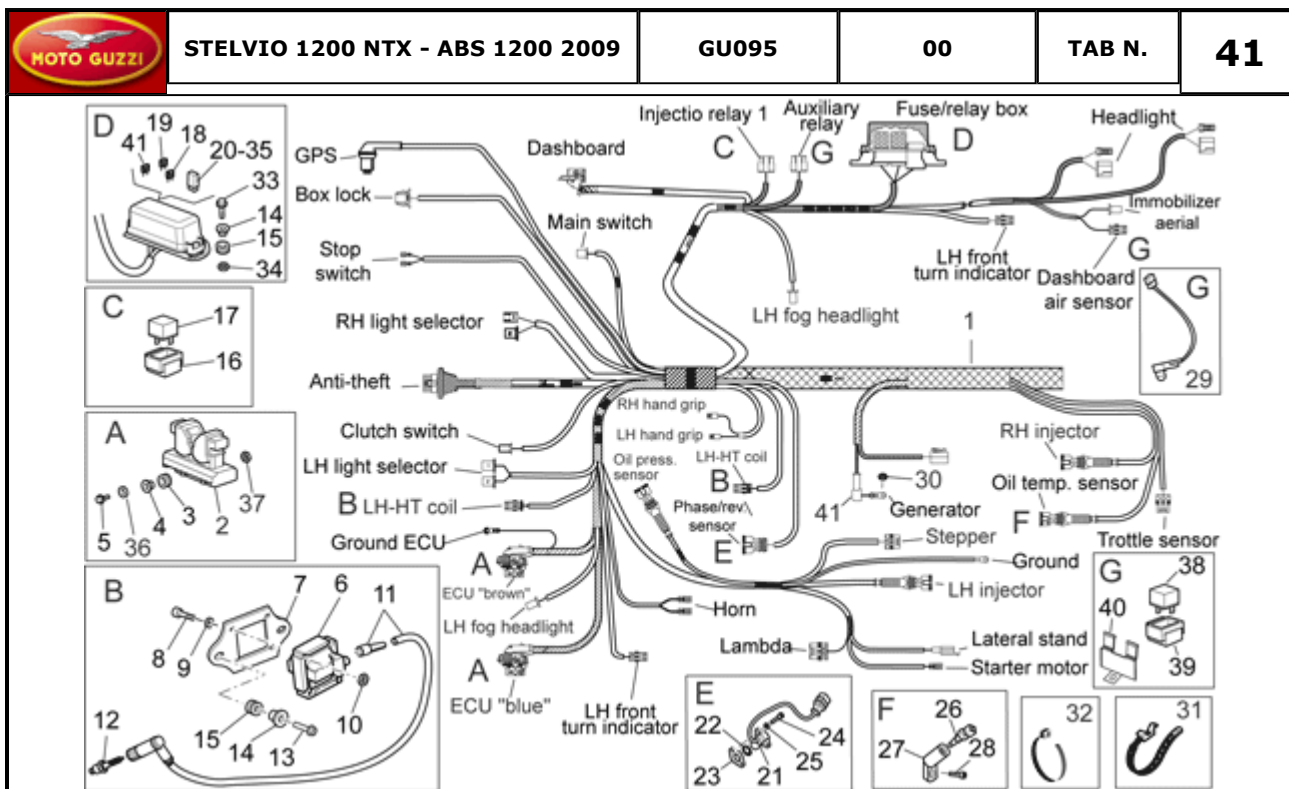 MOTO GUZZI
STELVIO 1200 NTX - ABS 1200 2009
GU095
00
TAB N.
41
D
19
41
18
20-35
33
14
15
34
C
17
16
A
5
36
4
3
2
37
B
7
6
11
8
9
10
12
15
14
13
GPS
Box lock
Stop
switch
RH light selector
Anti-theft
Clutch switch
LH light selector
B LH-HT coil
Ground ECU
A
ECU "brown"
LH fog headlight
A
ECU "blue"
LH front
turn indicator
Dashboard
Main switch
Injectio relay 1
C
Auxiliary
relay
G
Fuse/relay box
D
Headlight
Immobilizer
aerial
LH front
turn indicator
G
Dashboard
air sensor
LH fog headlight
1
G
29
RH hand grip
LH hand grip
Oil press.
sensor
LH-HT coil
B
Phase/rev\
sensor
E
41
30
Generator
RH injector
Oil temp. sensor
F
Trottle sensor
Stepper
Ground
LH injector
Horn
Lambda
Lateral stand
Starter motor
G
38
40
39
E
22
23
21
25
24
F
26
27
28
32
31